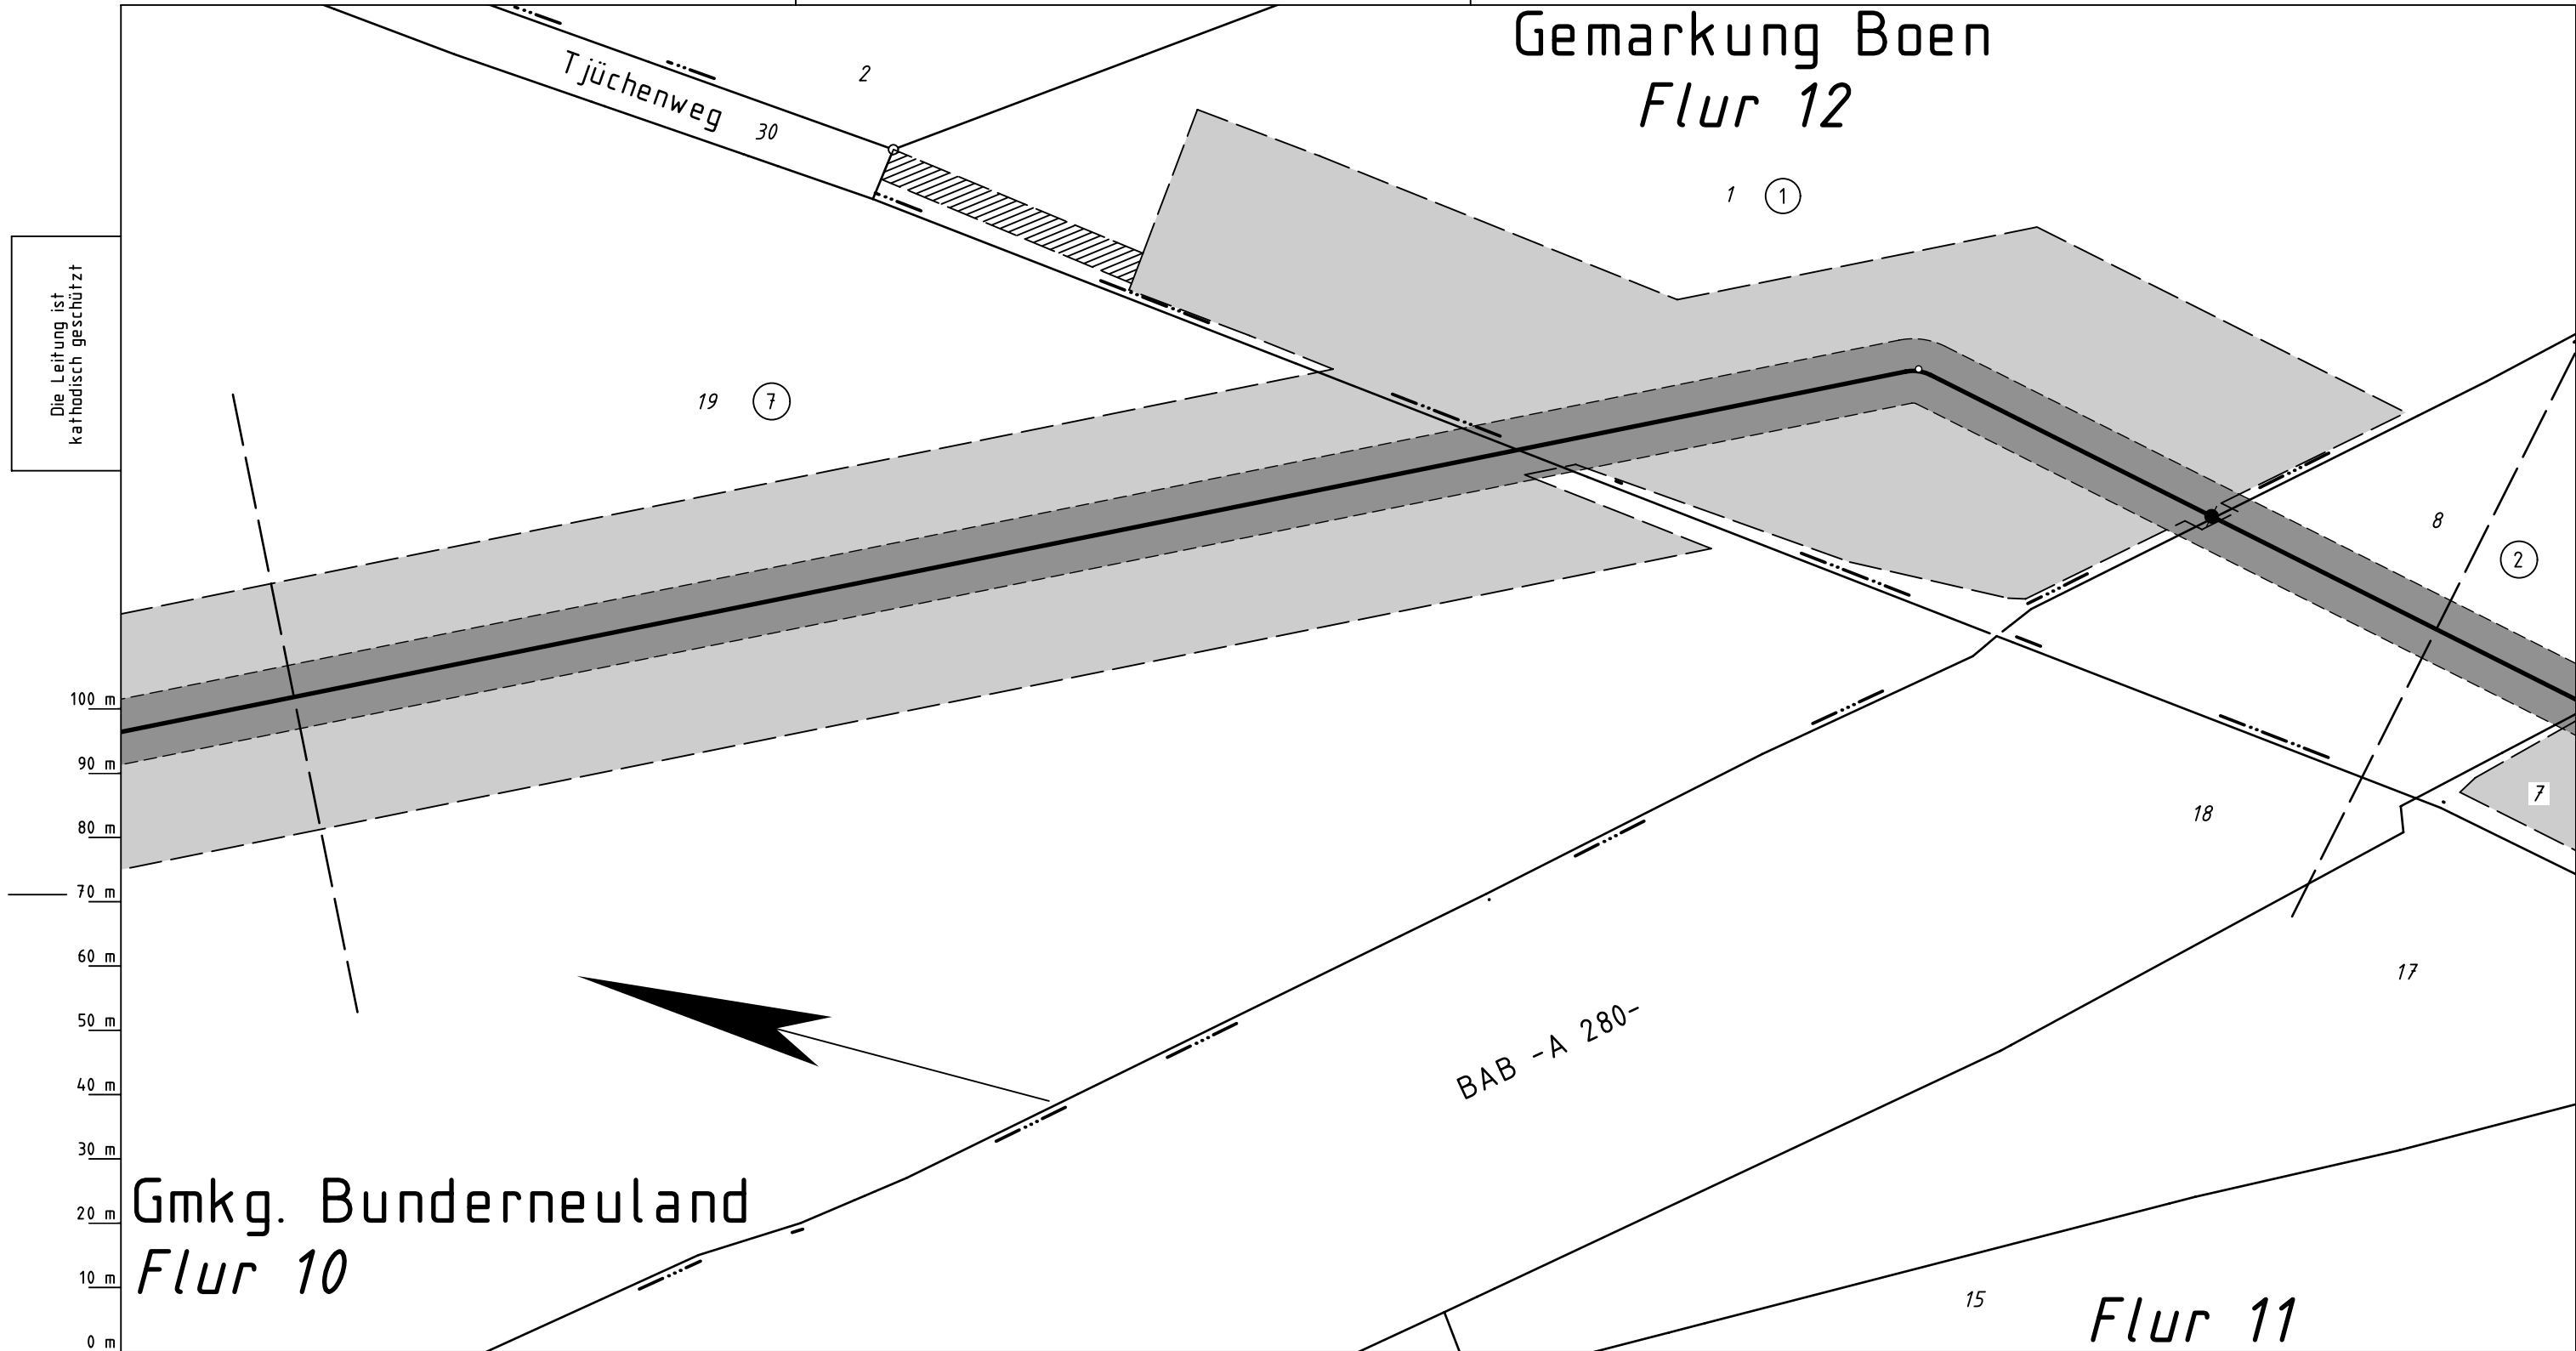 Gemarkung Boen
Flur 12
Tjüchenweg
30
2
1
1
Die Leitung ist
kathodisch geschützt
19
7
8
2
100 m
90 m
80 m
70 m
60 m
50 m
40 m
30 m
20 m
10 m
0 m
7
18
17
BAB -A 280-
Gmkg. Bunderneuland
Flur 10
15
Flur 11